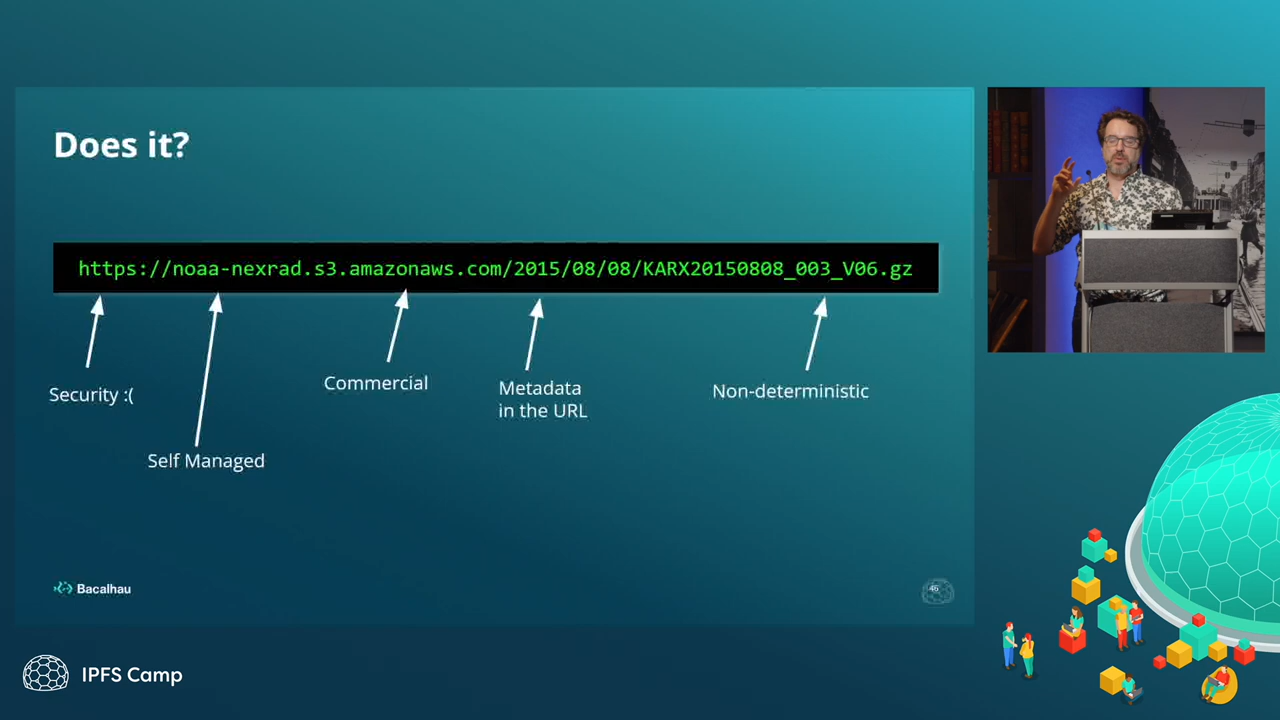 Does it?
https://noaa-nexrad.s3.amazonaws.com/2015/08/08/KARX20150808_003_V06.gz
Security :(
Self Managed
Commercial
Metadata
in the URL
Non-deterministic
Bacalhau
46
IPFS Camp